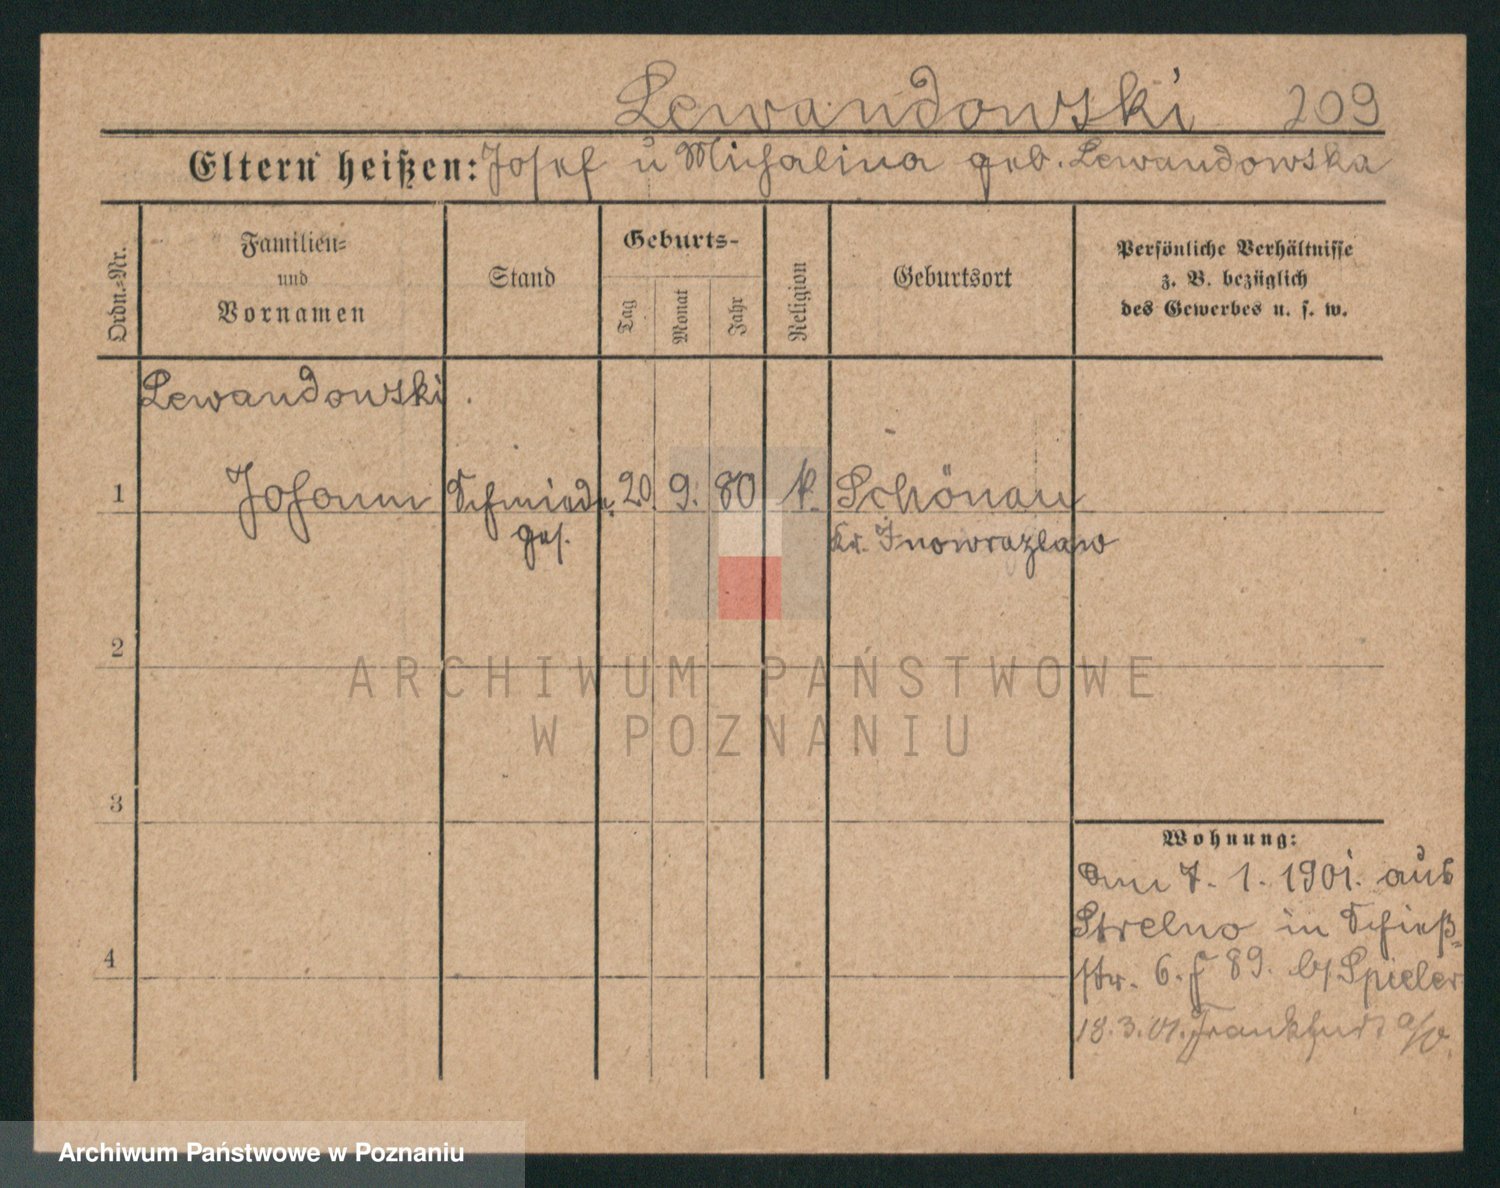 Lewandowski 209
Eltern heißen: Josef u Michalina geb. Lewandowska
Ordn.-Nr.
Familien- und Vornamen
Stand
Geburts-
Tag Monat Jahr
Religion
Geburtsort
Persönliche Verhältnisse
z. B. bezüglich
des Gewerbes u. s. w.
Lewandowski.
1 Johann Schmiede 20. 9. 80 k. Schönau
ges. Kr. Inowrazlaw
2
3
4
Wohnung:
Am 7. 1. 1901. aus
Strelno in Schieß-
str. 6. 89. b/ Spieler
18. 3. 01. Frankfurt a/O.
ARCHIWUM PAŃSTWOWE
W POZNANIU
Archiwum Państwowe w Poznaniu